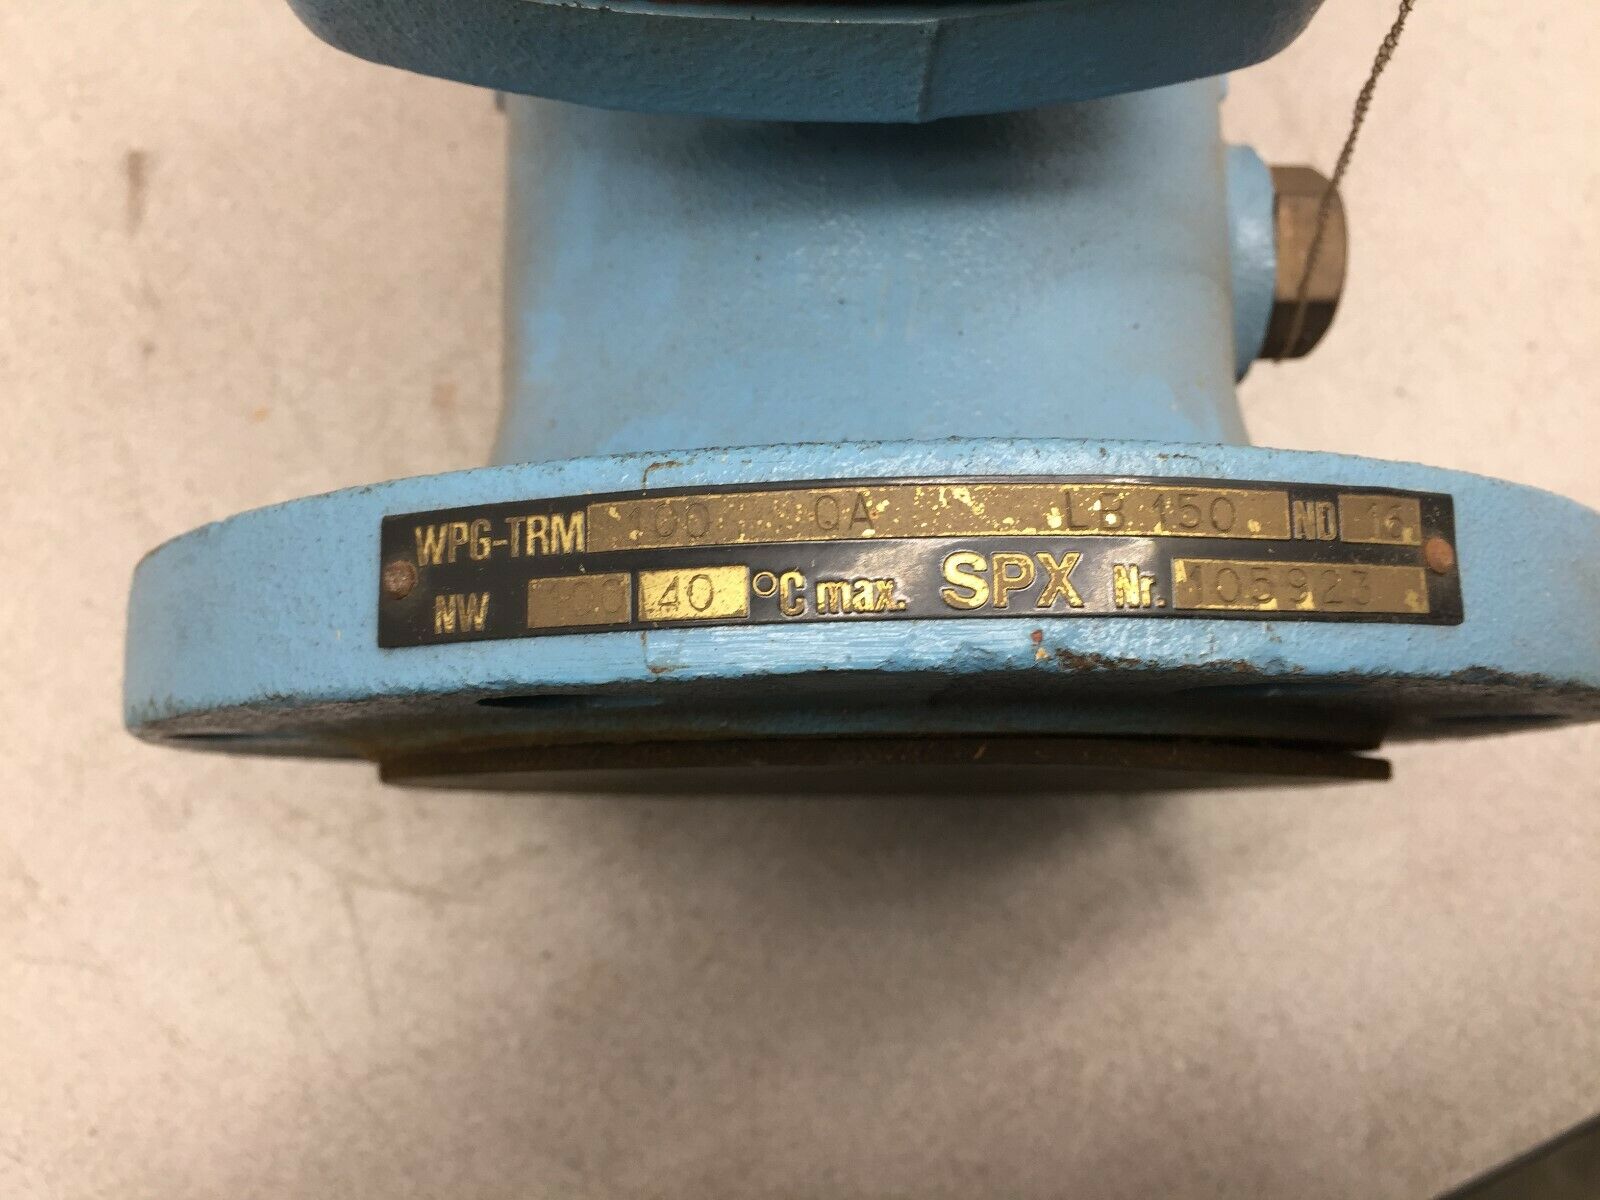 WPG-TRM 100 QA LB 150 ND 16
NW 100 40 °C max. SPX Nr. 105923